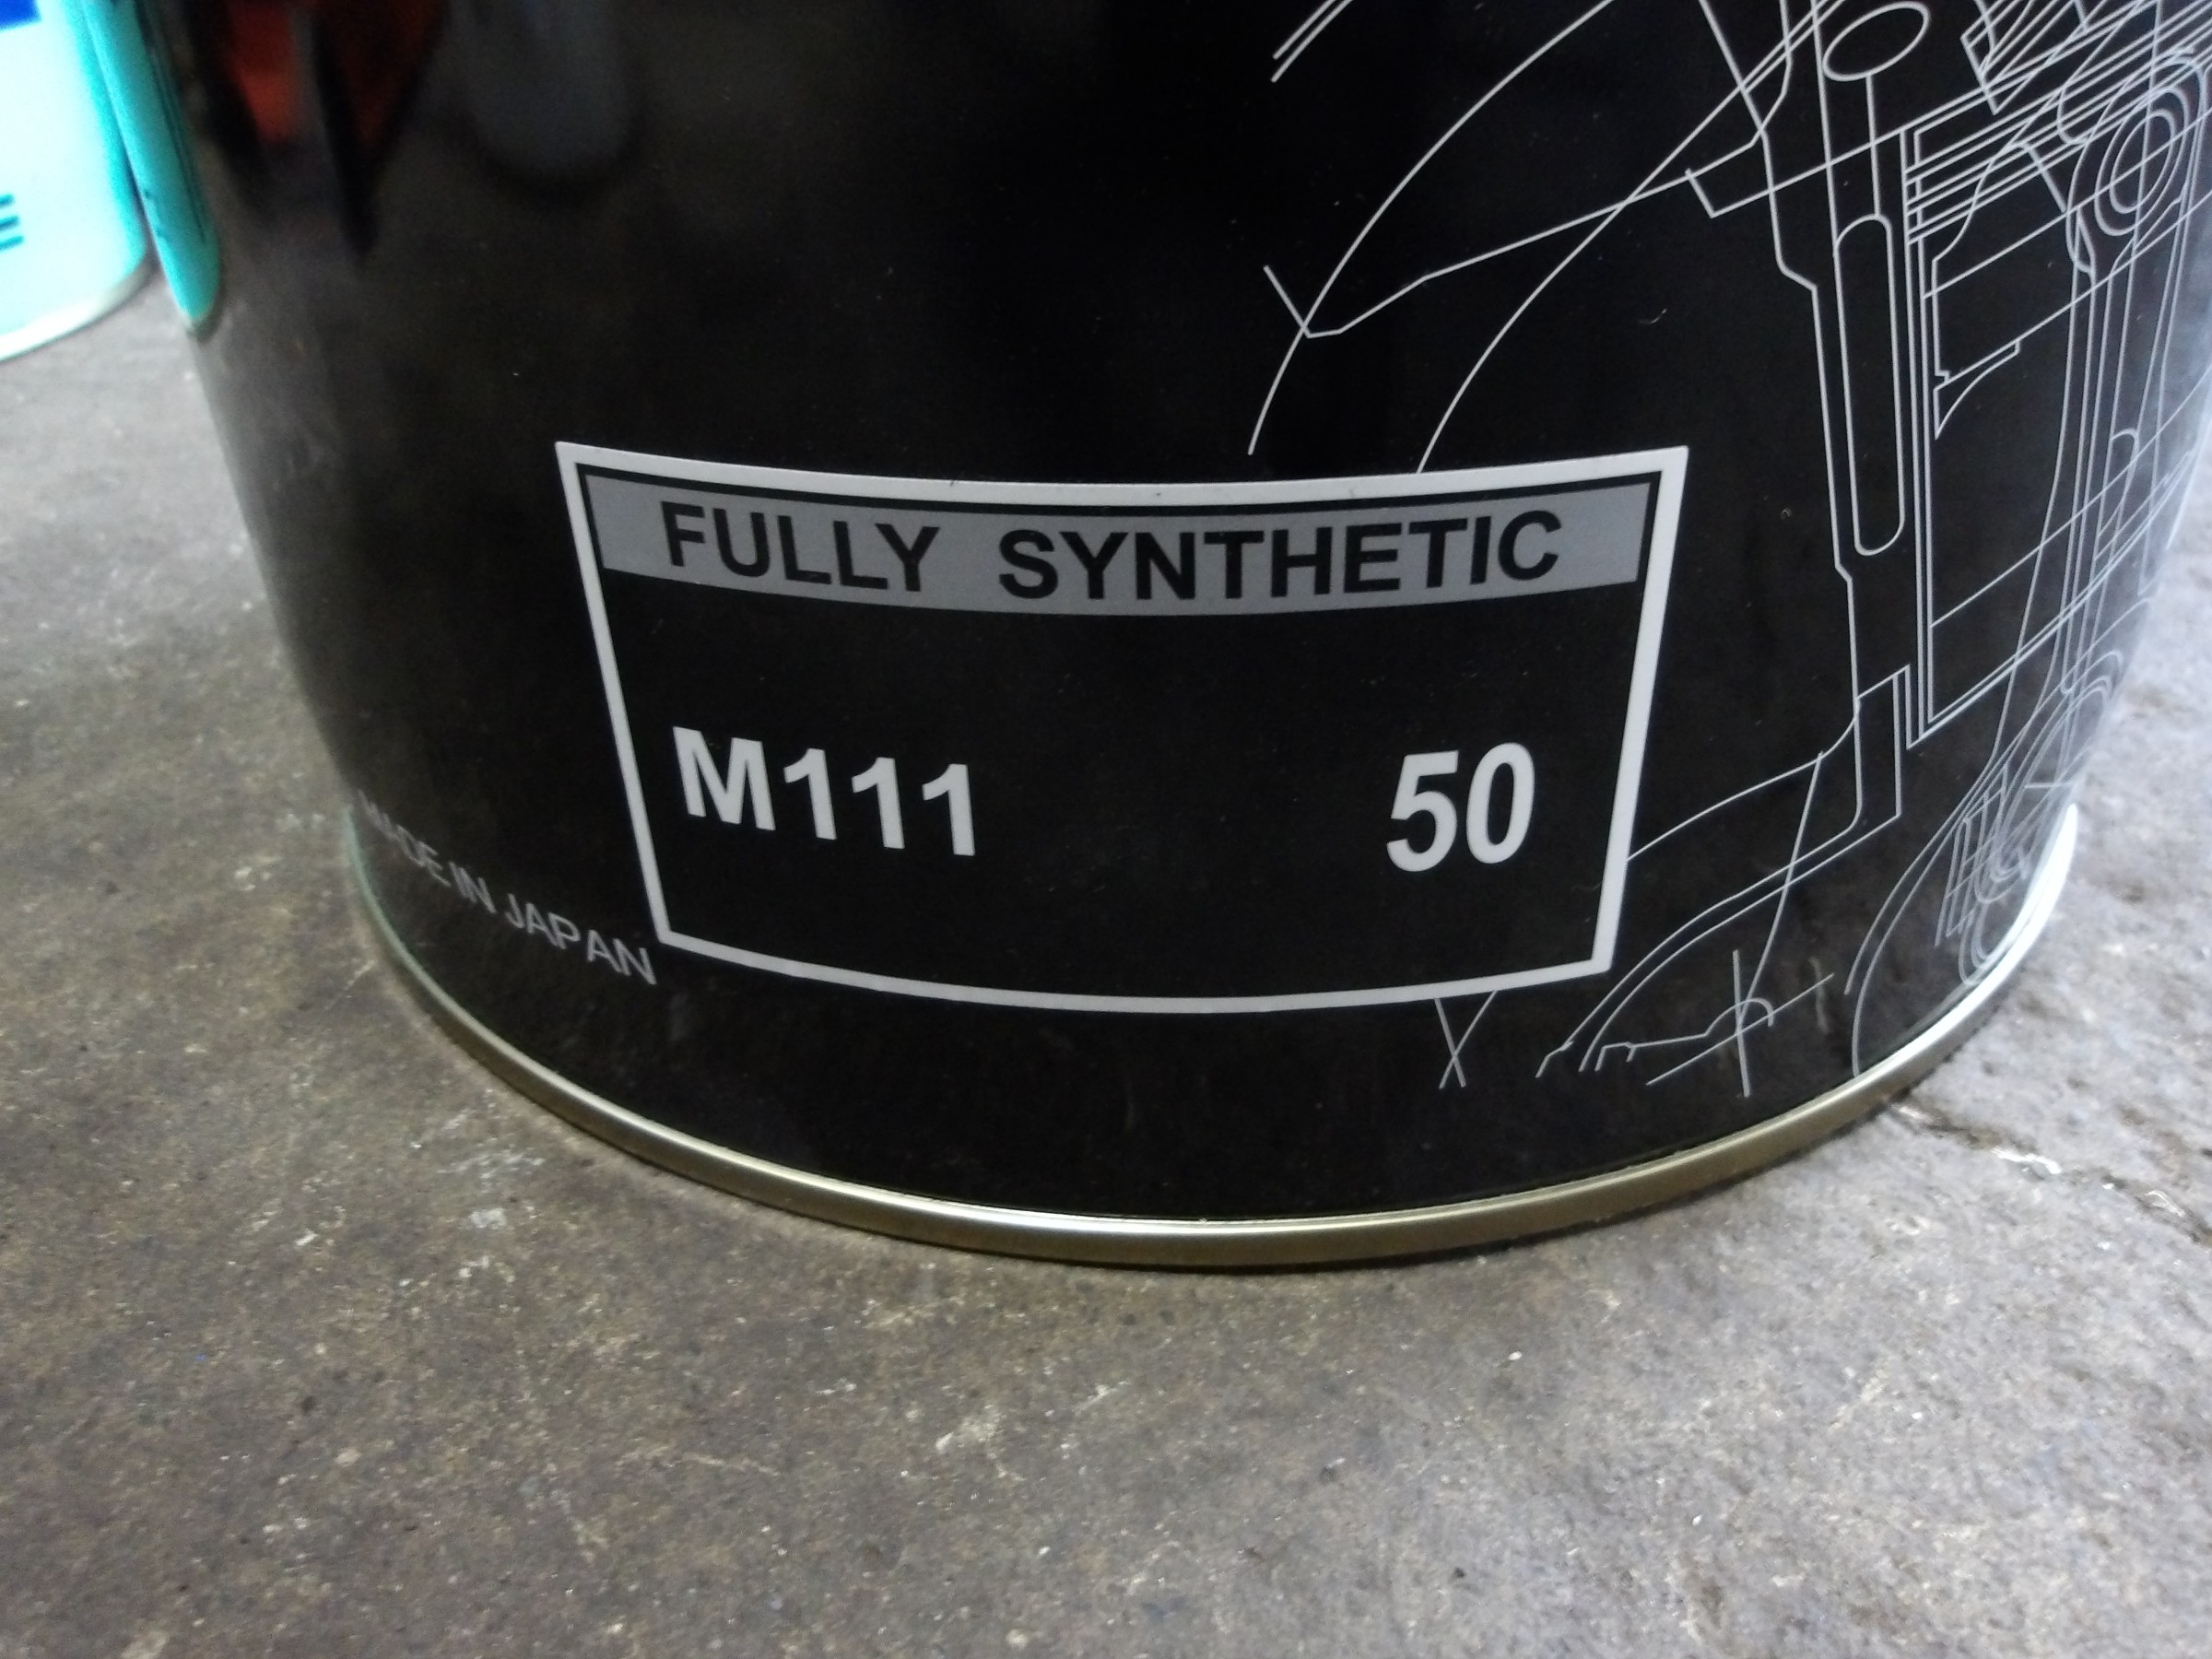 FULLY SYNTHETIC
M111 50
MADE IN JAPAN